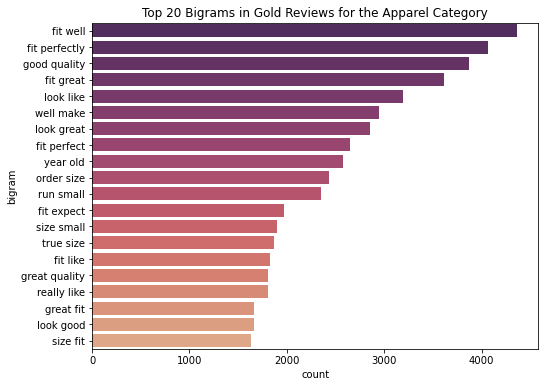 Top 20 Bigrams in Gold Reviews for the Apparel Category
bigram
fit well
fit perfectly
good quality
fit great
look like
well make
look great
fit perfect
year old
order size
run small
fit expect
size small
true size
fit like
great quality
really like
great fit
look good
size fit
0 1000 2000 3000 4000
count